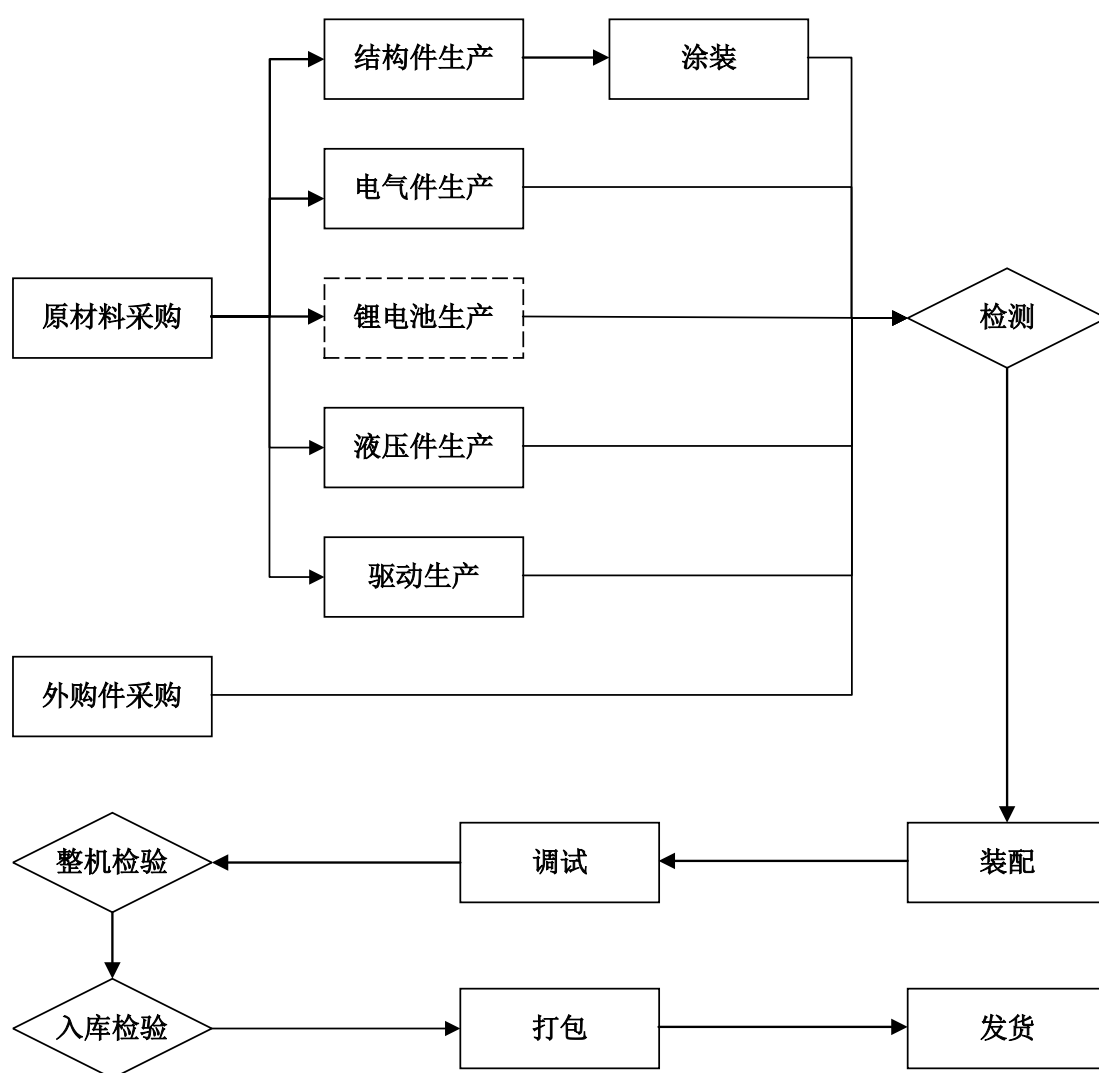 结构件生产
涂装
电气件生产
原材料采购
锂电池生产
检测
液压件生产
驱动生产
外购件采购
整机检验
调试
装配
入库检验
打包
发货